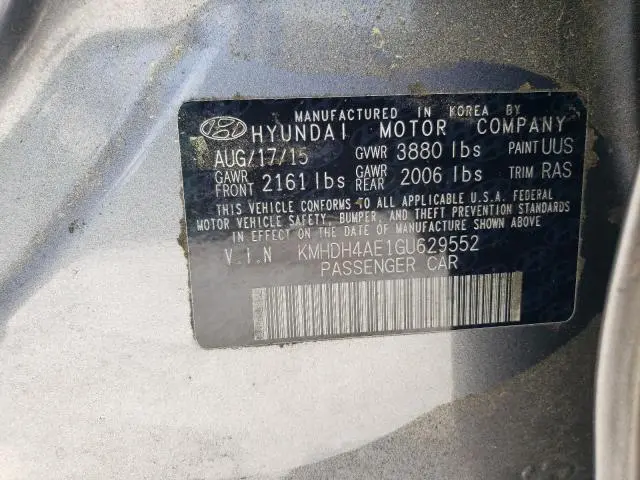 MANUFACTURED IN KOREA BY
HYUNDAI MOTOR COMPANY
AUG/17/15 GVWR 3880 lbs PAINT UUS
GAWR FRONT 2161 lbs GAWR REAR 2006 lbs TRIM RAS
THIS VEHICLE CONFORMS TO ALL APPLICABLE U.S.A. FEDERAL
MOTOR VEHICLE SAFETY, BUMPER, AND THEFT PREVENTION STANDARDS
IN EFFECT ON THE DATE OF MANUFACTURE SHOWN ABOVE
V.I.N KMHDH4AE1GU629552
PASSENGER CAR